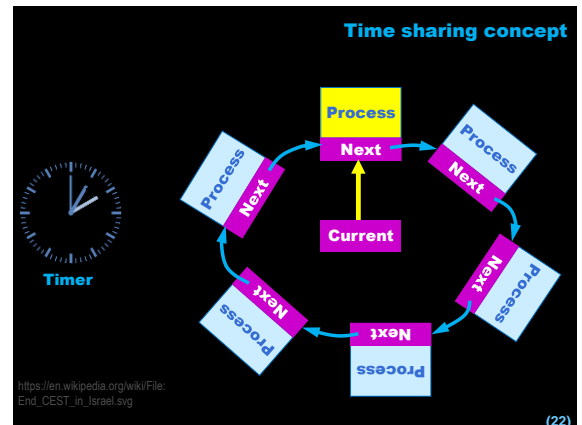 Time sharing concept
Process
Next
Process
Next
Process
Next
Process
Next
Process
Next
Process
Next
Current
Timer
https://en.wikipedia.org/wiki/File:
End_CEST_in_Israel.svg
(22)